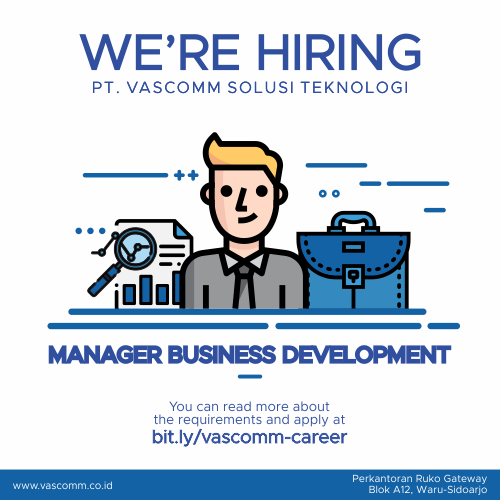 WE'RE HIRING
PT. VASCOMM SOLUSI TEKNOLOGI
MANAGER BUSINESS DEVELOPMENT
You can read more about
the requirements and apply at
bit.ly/vascomm-career
www.vascomm.co.id
Perkantoran Ruko Gateway
Blok A12, Waru-Sidoarjo